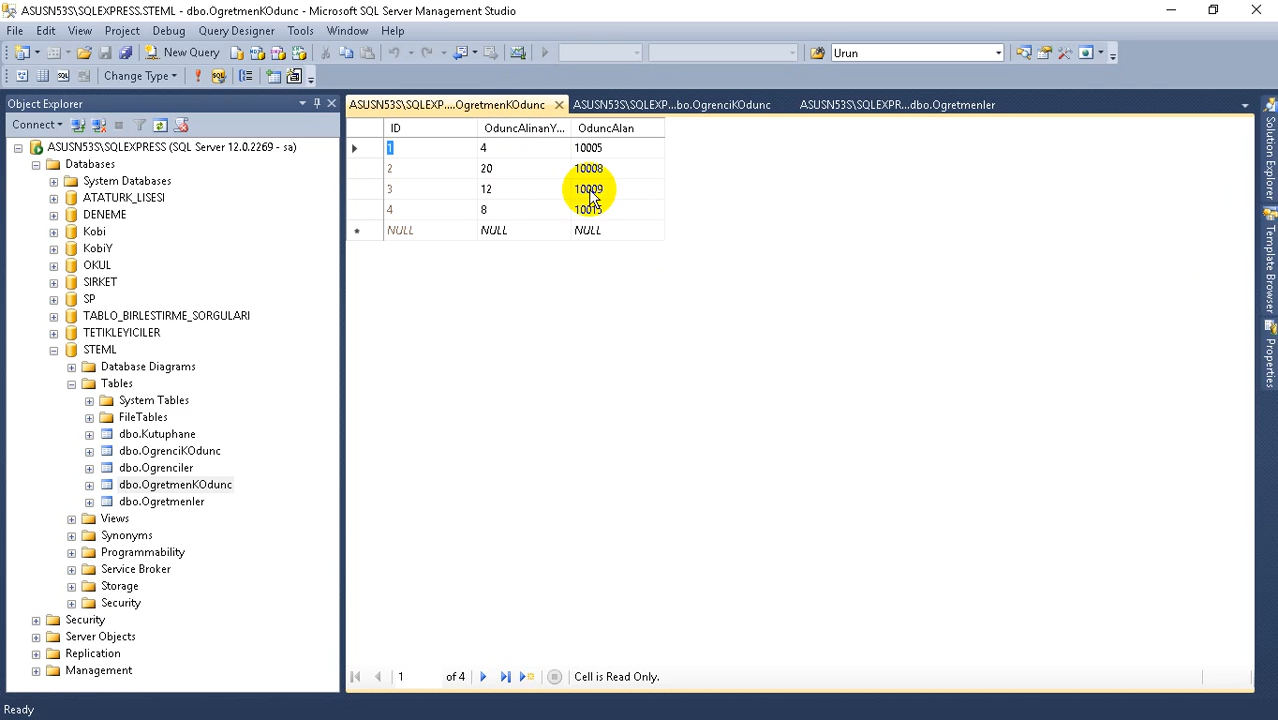 ASUSN53S\SQLEXPRESS.STEML - dbo.OgretmenKOdunc - Microsoft SQL Server Management Studio
File Edit View Project Debug Query Designer Tools Window Help
New Query Urun
Change Type
Object Explorer
Connect
ASUSN53S\SQLEXPRESS (SQL Server 12.0.2269 - sa)
Databases
System Databases
ATATURK_LISESI
DENEME
Kobi
KobiY
OKUL
SIRKET
SP
TABLO_BIRLESTIRME_SORGULARI
TETIKLEYICILER
STEML
Database Diagrams
Tables
System Tables
FileTables
dbo.Kutuphane
dbo.OgrenciKOdunc
dbo.Ogrenciler
dbo.OgretmenKOdunc
dbo.Ogretmenler
Views
Synonyms
Programmability
Service Broker
Storage
Security
Security
Server Objects
Replication
Management
ASUSN53S\SQLEXP....OgretmenKOdunc ASUSN53S\SQLEXP...bo.OgrenciKOdunc ASUSN53S\SQLEXPR...dbo.Ogretmenler
ID OduncAlinanY... OduncAlan
1 4 10005
2 20 10008
3 12 10009
4 8 10015
NULL NULL NULL
1 of 4 Cell is Read Only.
Solution Explorer
Template Browser
Properties
Ready